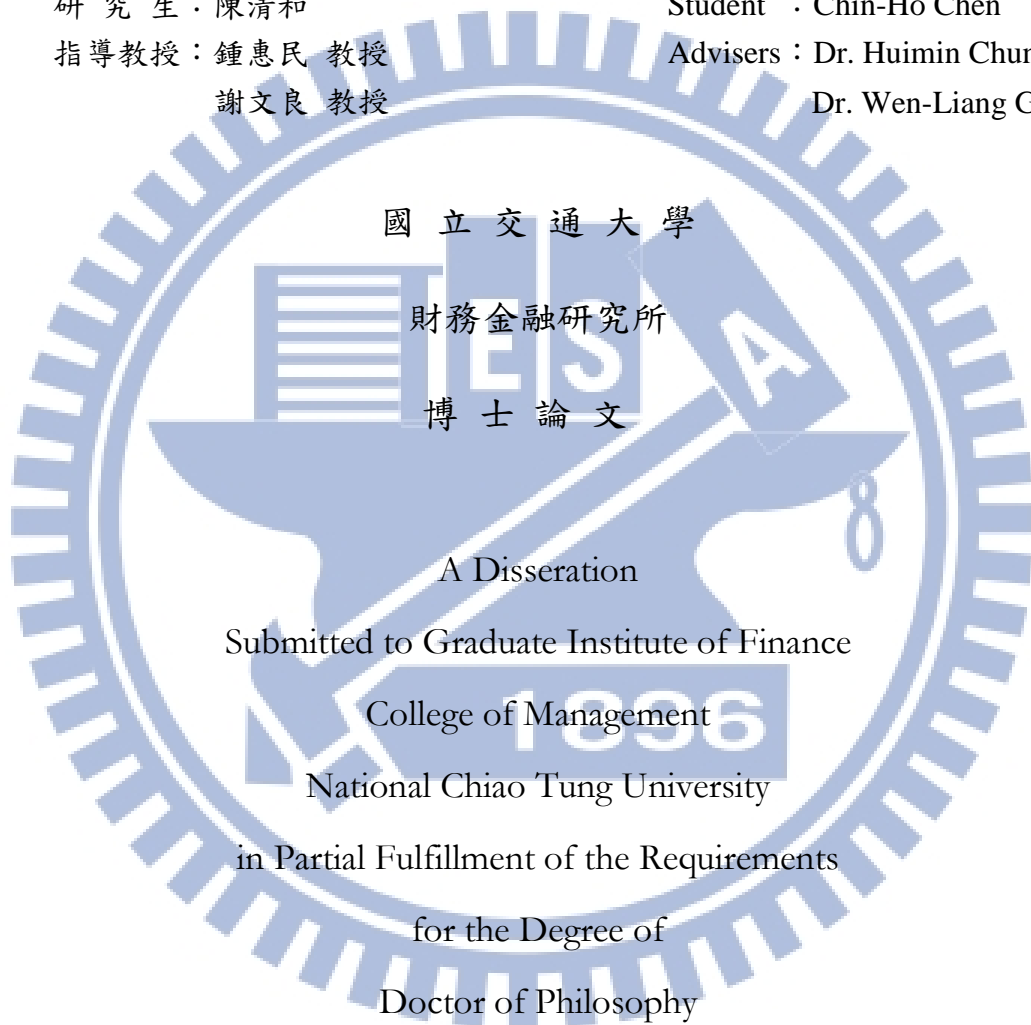 研 究 生：陳清和 Student ：Chin-Ho Chen
指導教授：鍾惠民 教授 Advisers：Dr. Huimin Chun
謝文良 教授 Dr. Wen-Liang G
國 立 交 通 大 學
財務金融研究所
博 士 論 文
E S A
8
A Disseration
Submitted to Graduate Institute of Finance
College of Management
1896
National Chiao Tung University
in Partial Fulfillment of the Requirements
for the Degree of
Doctor of Philosophy